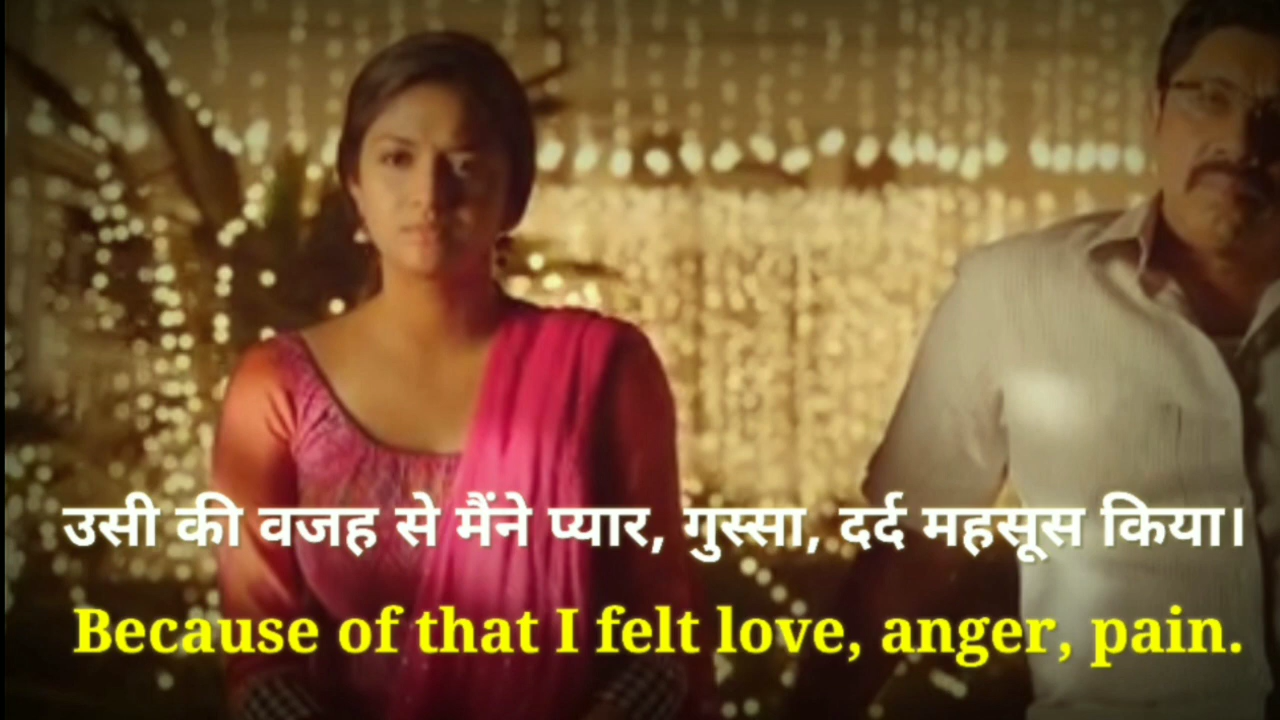 उसी की वजह से मैंने प्यार, गुस्सा, दर्द महसूस किया।
Because of that I felt love, anger, pain.